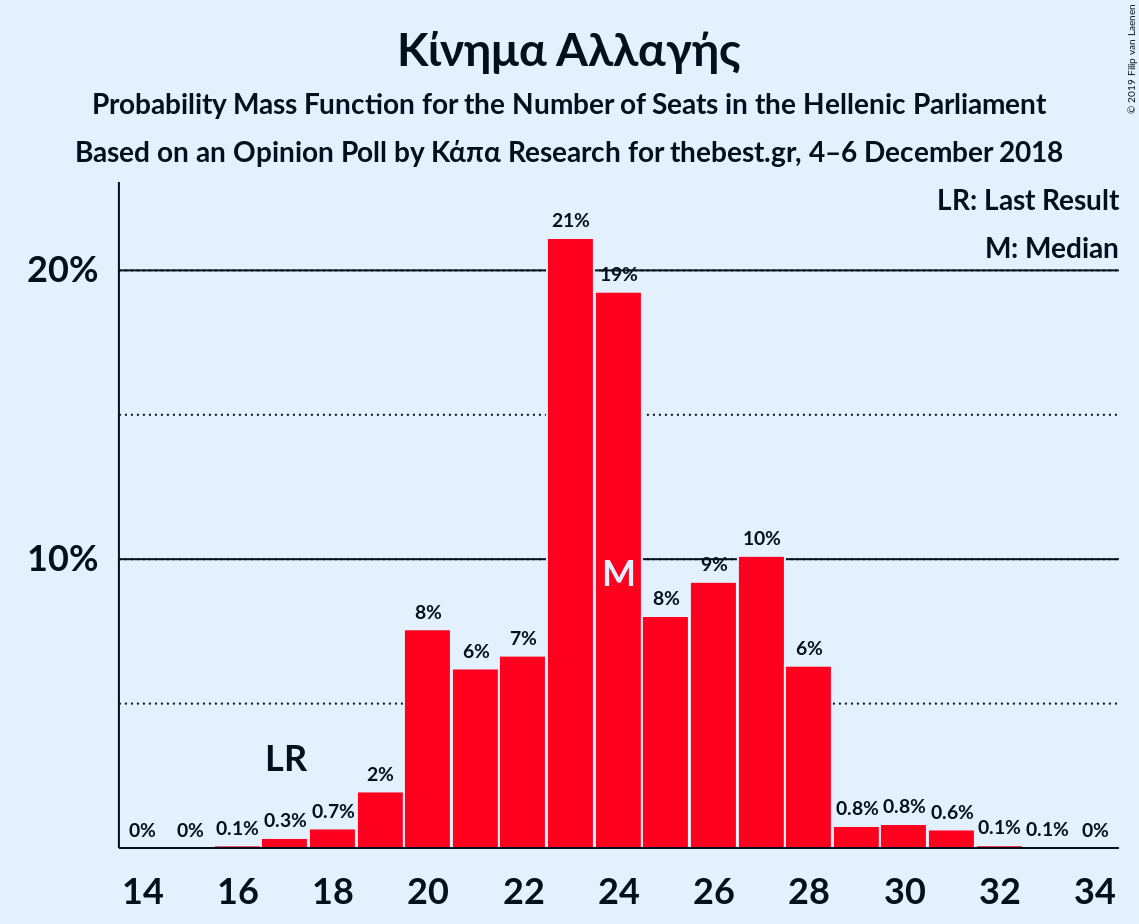 Κίνημα Αλλαγής
Probability Mass Function for the Number of Seats in the Hellenic Parliament
Based on an Opinion Poll by Κάπα Research for thebest.gr, 4–6 December 2018
© 2019 Filip van Laenen
LR: Last Result
M: Median
20%
10%
0% 0% 0.1% 0.3% 0.7% 2% 8% 6% 7% 21% 19% 8% 9% 10% 6% 0.8% 0.8% 0.6% 0.1% 0.1% 0%
LR
M
14 16 18 20 22 24 26 28 30 32 34